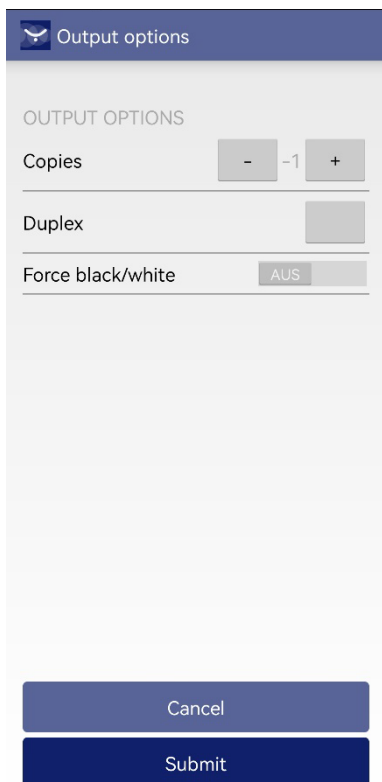 Output options
OUTPUT OPTIONS
Copies - -1 +
Duplex
Force black/white AUS
Cancel
Submit